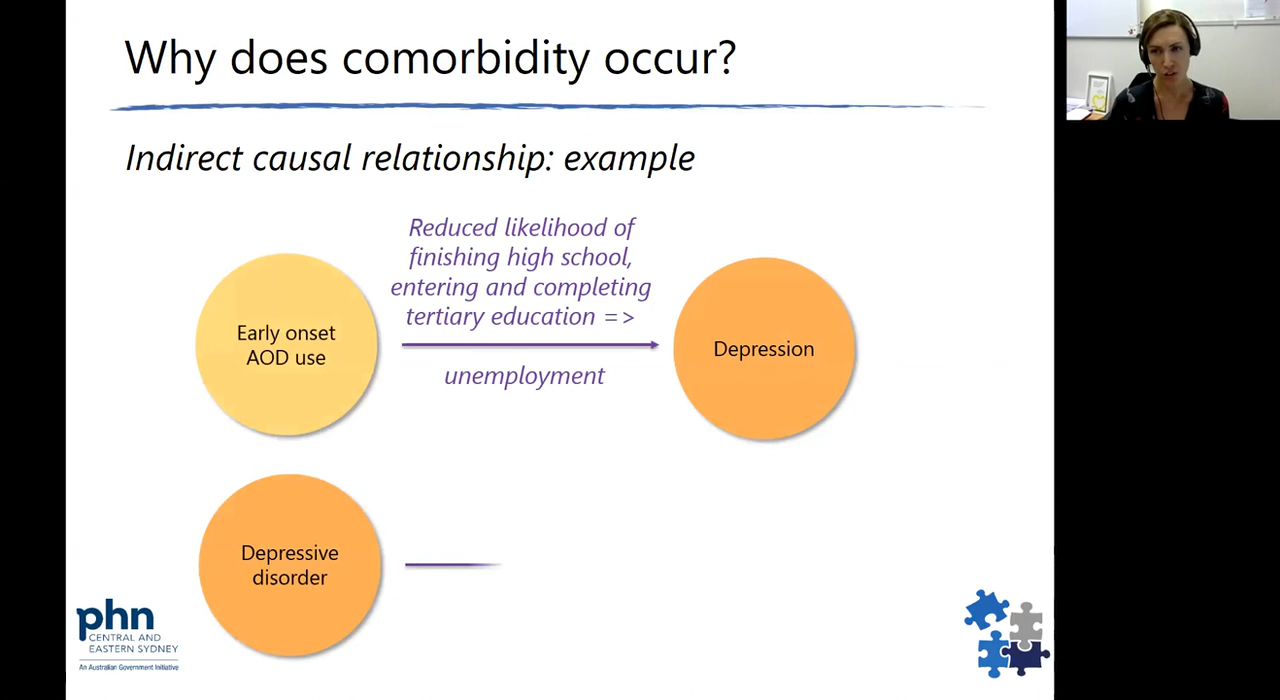 Why does comorbidity occur?
Indirect causal relationship: example
Reduced likelihood of
finishing high school,
entering and completing
tertiary education =>
unemployment
Early onset
AOD use
Depression
Depressive
disorder
phn
CENTRAL AND
EASTERN SYDNEY
An Australian Government Initiative